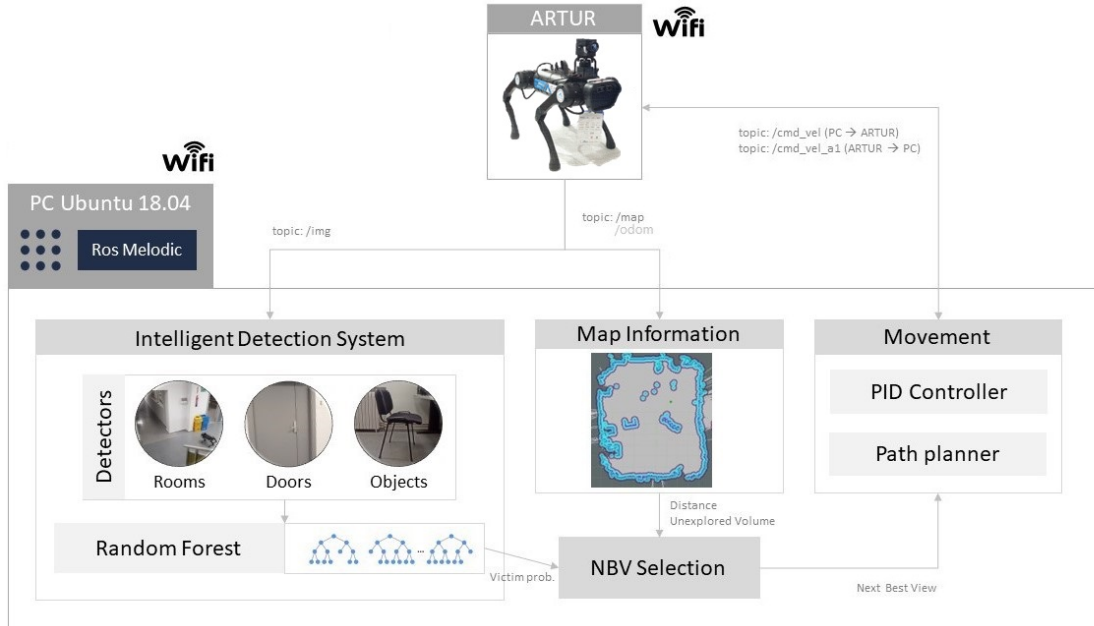 ARTUR
Wifi
topic: /cmd_vel (PC → ARTUR)
topic: /cmd_vel_a1 (ARTUR → PC)
Wifi
PC Ubuntu 18.04
Ros Melodic
topic: /img
topic: /map
/odom
Intelligent Detection System
Detectors
Rooms
Doors
Objects
Random Forest
...
Victim prob.
Map Information
Distance
Unexplored Volume
NBV Selection
Next Best View
Movement
PID Controller
Path planner